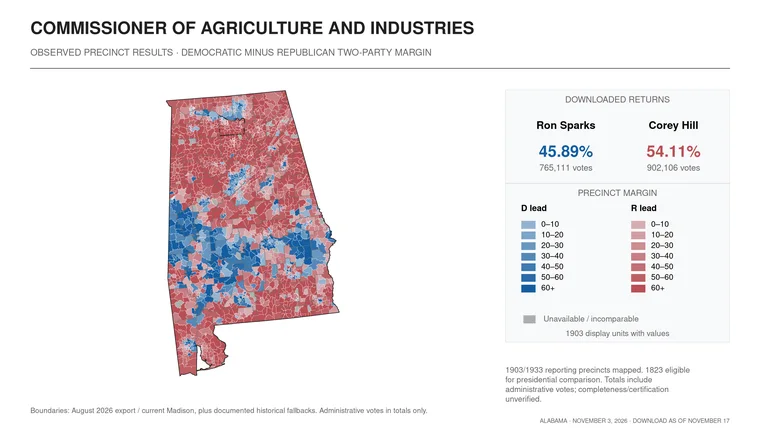 COMMISSIONER OF AGRICULTURE AND INDUSTRIES
OBSERVED PRECINCT RESULTS · DEMOCRATIC MINUS REPUBLICAN TWO-PARTY MARGIN
DOWNLOADED RETURNS
Ron Sparks Corey Hill
45.89% 54.11%
765,111 votes 902,106 votes
PRECINCT MARGIN
D lead R lead
0–10 0–10
10–20 10–20
20–30 20–30
30–40 30–40
40–50 40–50
50–60 50–60
60+ 60+
Unavailable / incomparable
1903 display units with values
1903/1933 reporting precincts mapped. 1823 eligible
for presidential comparison. Totals include
administrative votes; completeness/certification
unverified.
Boundaries: August 2026 export / current Madison, plus documented historical fallbacks. Administrative votes in totals only.
ALABAMA · NOVEMBER 3, 2026 · DOWNLOAD AS OF NOVEMBER 17